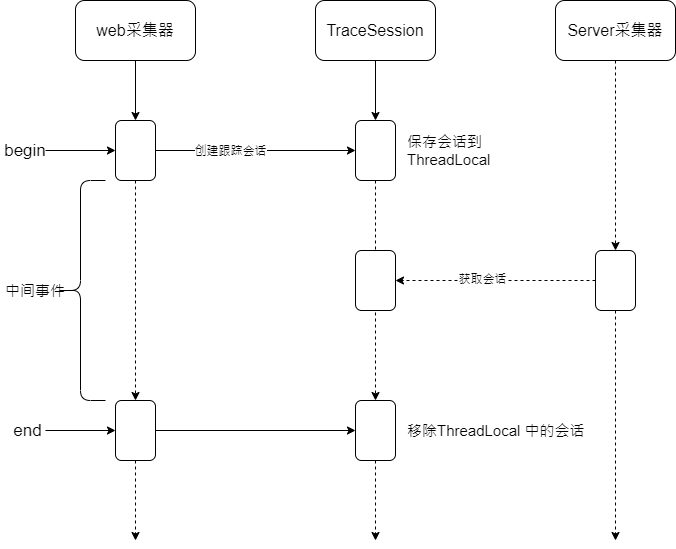 web采集器
TraceSession
Server采集器
begin
创建跟踪会话
保存会话到
ThreadLocal
中间事件
获取会话
end
移除ThreadLocal 中的会话